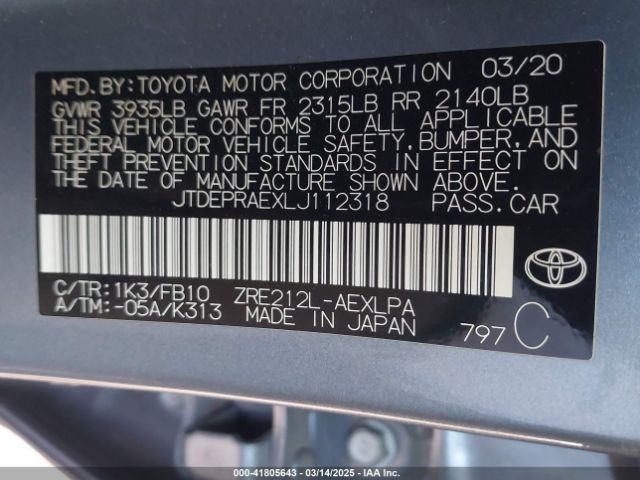 MFD.BY:TOYOTA MOTOR CORPORATION 03/20
GVWR 3935LB GAWR FR 2315LB RR 2140LB
THIS VEHICLE CONFORMS TO ALL APPLICABLE
FEDERAL MOTOR VEHICLE SAFETY,BUMPER,AND
THEFT PREVENTION STANDARDS IN EFFECT ON
THE DATE OF MANUFACTURE SHOWN ABOVE.
JTDEPRAEXLJ112318 PASS.CAR
C/TR:1K3/FB10 ZRE212L-AEXLPA
A/TM:-05A/K313 MADE IN JAPAN 797 C
000-41805643 - 03/14/2025 - IAA Inc.